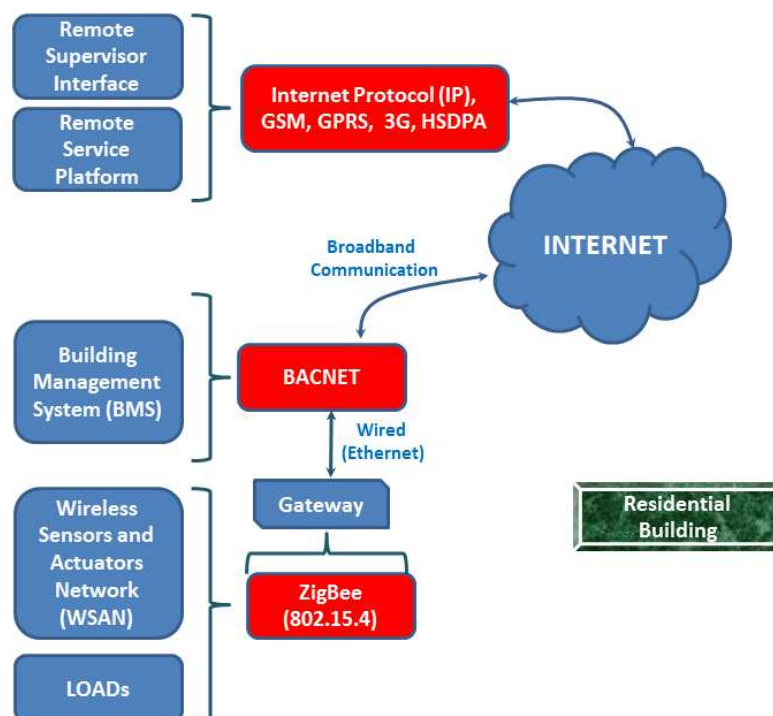 Remote
Supervisor
Interface
Remote
Service
Platform
Internet Protocol (IP),
GSM, GPRS, 3G, HSDPA
INTERNET
Broadband
Communication
Building
Management
System (BMS)
BACNET
Wired
(Ethernet)
Gateway
Wireless
Sensors and
Actuators
Network
(WSAN)
ZigBee
(802.15.4)
LOADs
Residential
Building